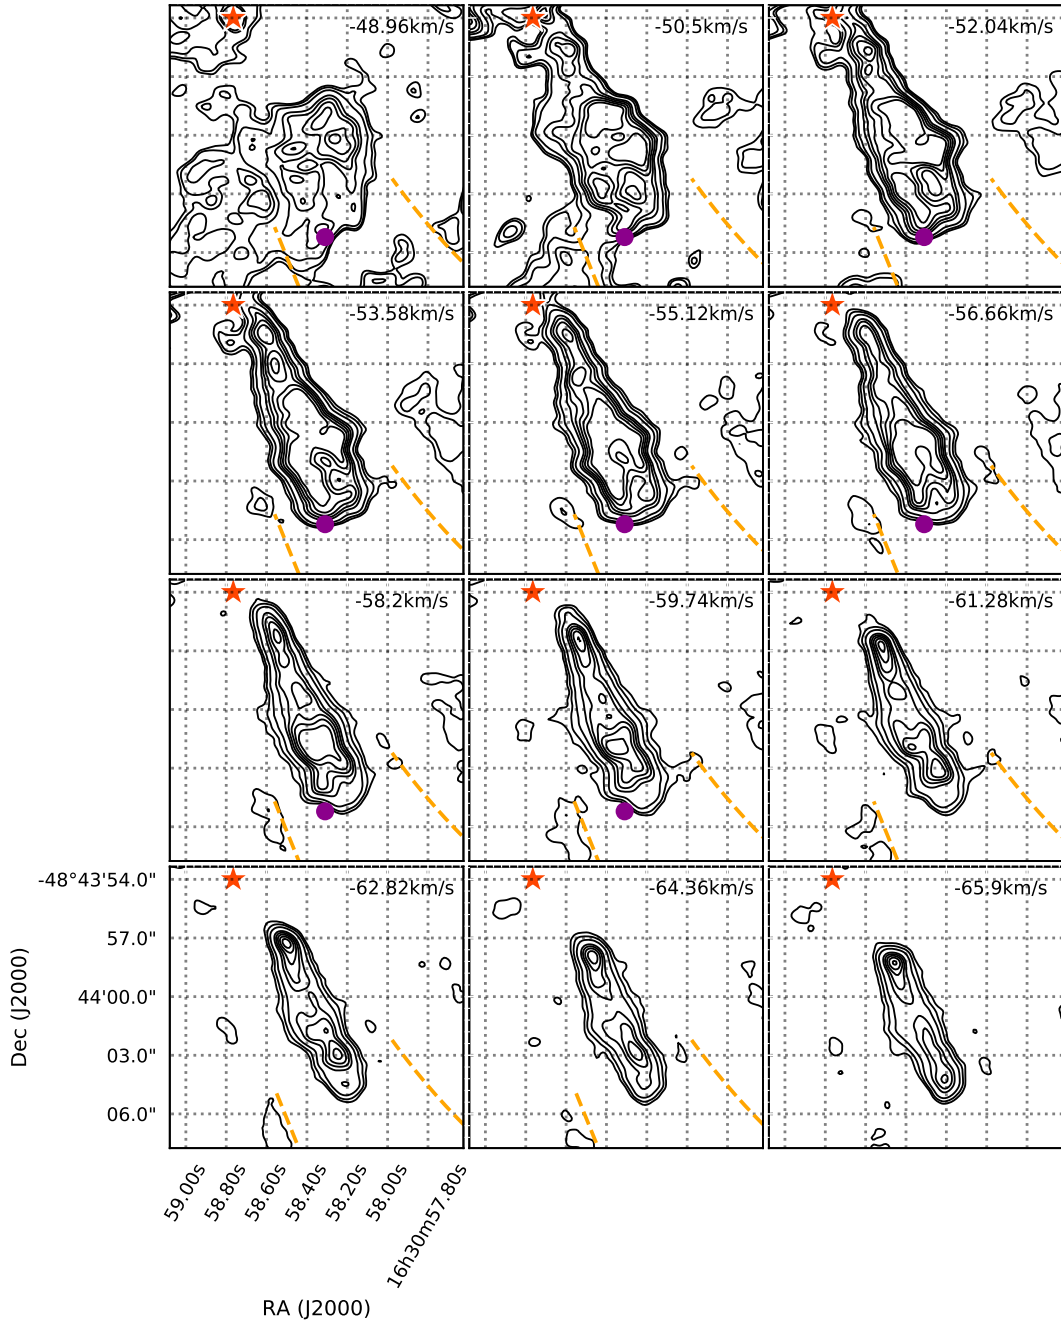 -48.96km/s
-50.5km/s
-52.04km/s
-53.58km/s
-55.12km/s
-56.66km/s
-58.2km/s
-59.74km/s
-61.28km/s
-62.82km/s
-64.36km/s
-65.9km/s
-48°43'54.0"
57.0"
44'00.0"
03.0"
06.0"
Dec (J2000)
59.00s
58.80s
58.60s
58.40s
58.20s
58.00s
16h30m57.80s
RA (J2000)